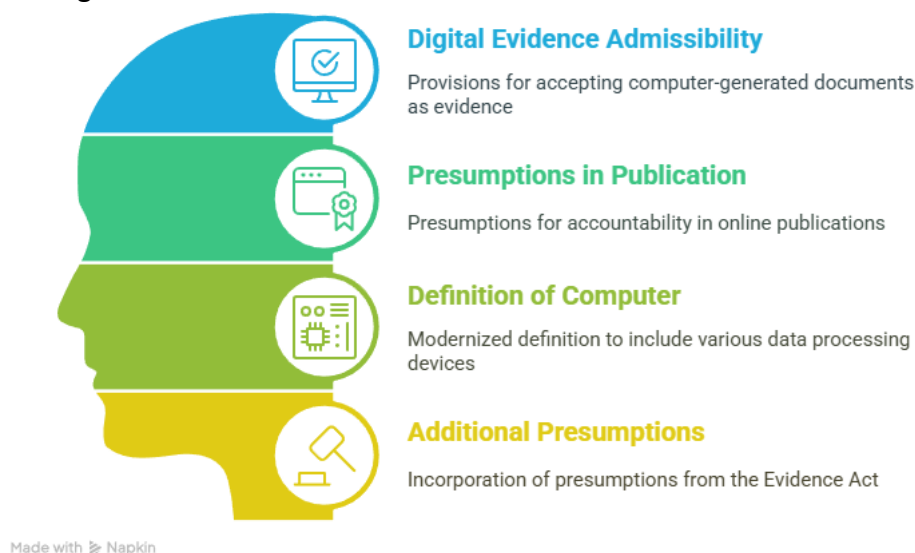 Digital Evidence Admissibility
Provisions for accepting computer-generated documents
as evidence
Presumptions in Publication
Presumptions for accountability in online publications
Definition of Computer
Modernized definition to include various data processing
devices
Additional Presumptions
Incorporation of presumptions from the Evidence Act
Made with Napkin